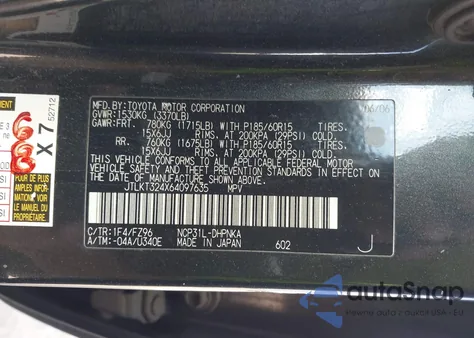 MFD.BY:TOYOTA MOTOR CORPORATION
GVWR:1530KG (3370LB)
GAWR:FRT. 780KG (1715LB) WITH P185/60R15 TIRES,
15X6JJ RIMS, AT 200KPA (29PSI) COLD.
RR. 760KG (1675LB) WITH P185/60R15 TIRES,
15X6JJ RIMS, AT 200KPA (29PSI) COLD.
THIS VEHICLE CONFORMS TO ALL APPLICABLE FEDERAL MOTOR
VEHICLE SAFETY AND THEFT PREVENTION STANDARDS IN EFFECT
ON THE DATE OF MANUFACTURE SHOWN ABOVE.
JTLKT324X64097635 MPV
C/TR:1F4/FZ96 NCP31L-DHPNKA
A/TM:-04A/U340E MADE IN JAPAN 602 J
X7
52712
autoSnap